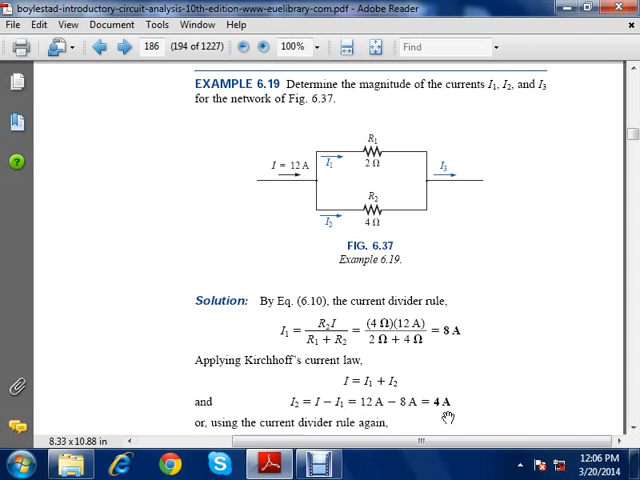 boylestad-introductory-circuit-analysis-10th-edition-www-euelibrary-com.pdf - Adobe Reader
File Edit View Document Tools Window Help
186 (194 of 1227) 100% Find
EXAMPLE 6.19 Determine the magnitude of the currents I1, I2, and I3
for the network of Fig. 6.37.
R1
I = 12 A I1 2 Ω I3
R2
I2 4 Ω
FIG. 6.37
Example 6.19.
Solution: By Eq. (6.10), the current divider rule,
I1 = R2I / (R1 + R2) = (4 Ω)(12 A) / (2 Ω + 4 Ω) = 8 A
Applying Kirchhoff's current law,
I = I1 + I2
and I2 = I − I1 = 12 A − 8 A = 4 A
or, using the current divider rule again,
8.33 x 10.88 in
12:06 PM
3/20/2014